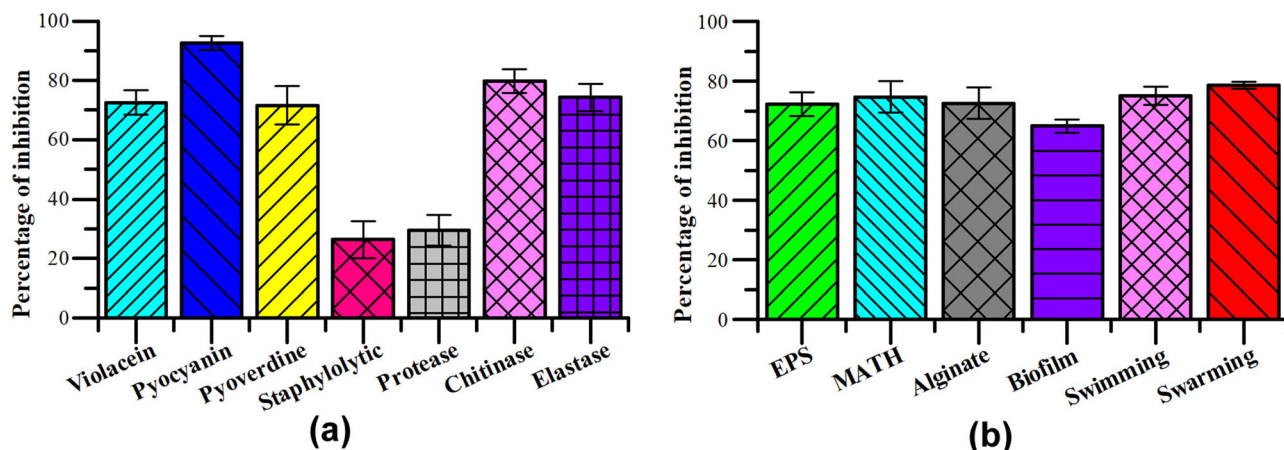 Percentage of inhibition
100
80
60
40
20
0
Violacein
Pyocyanin
Pyoverdine
Staphylolytic
Protease
Chitinase
Elastase
(a)
Percentage of inhibition
100
80
60
40
20
0
EPS
MATH
Alginate
Biofilm
Swimming
Swarming
(b)